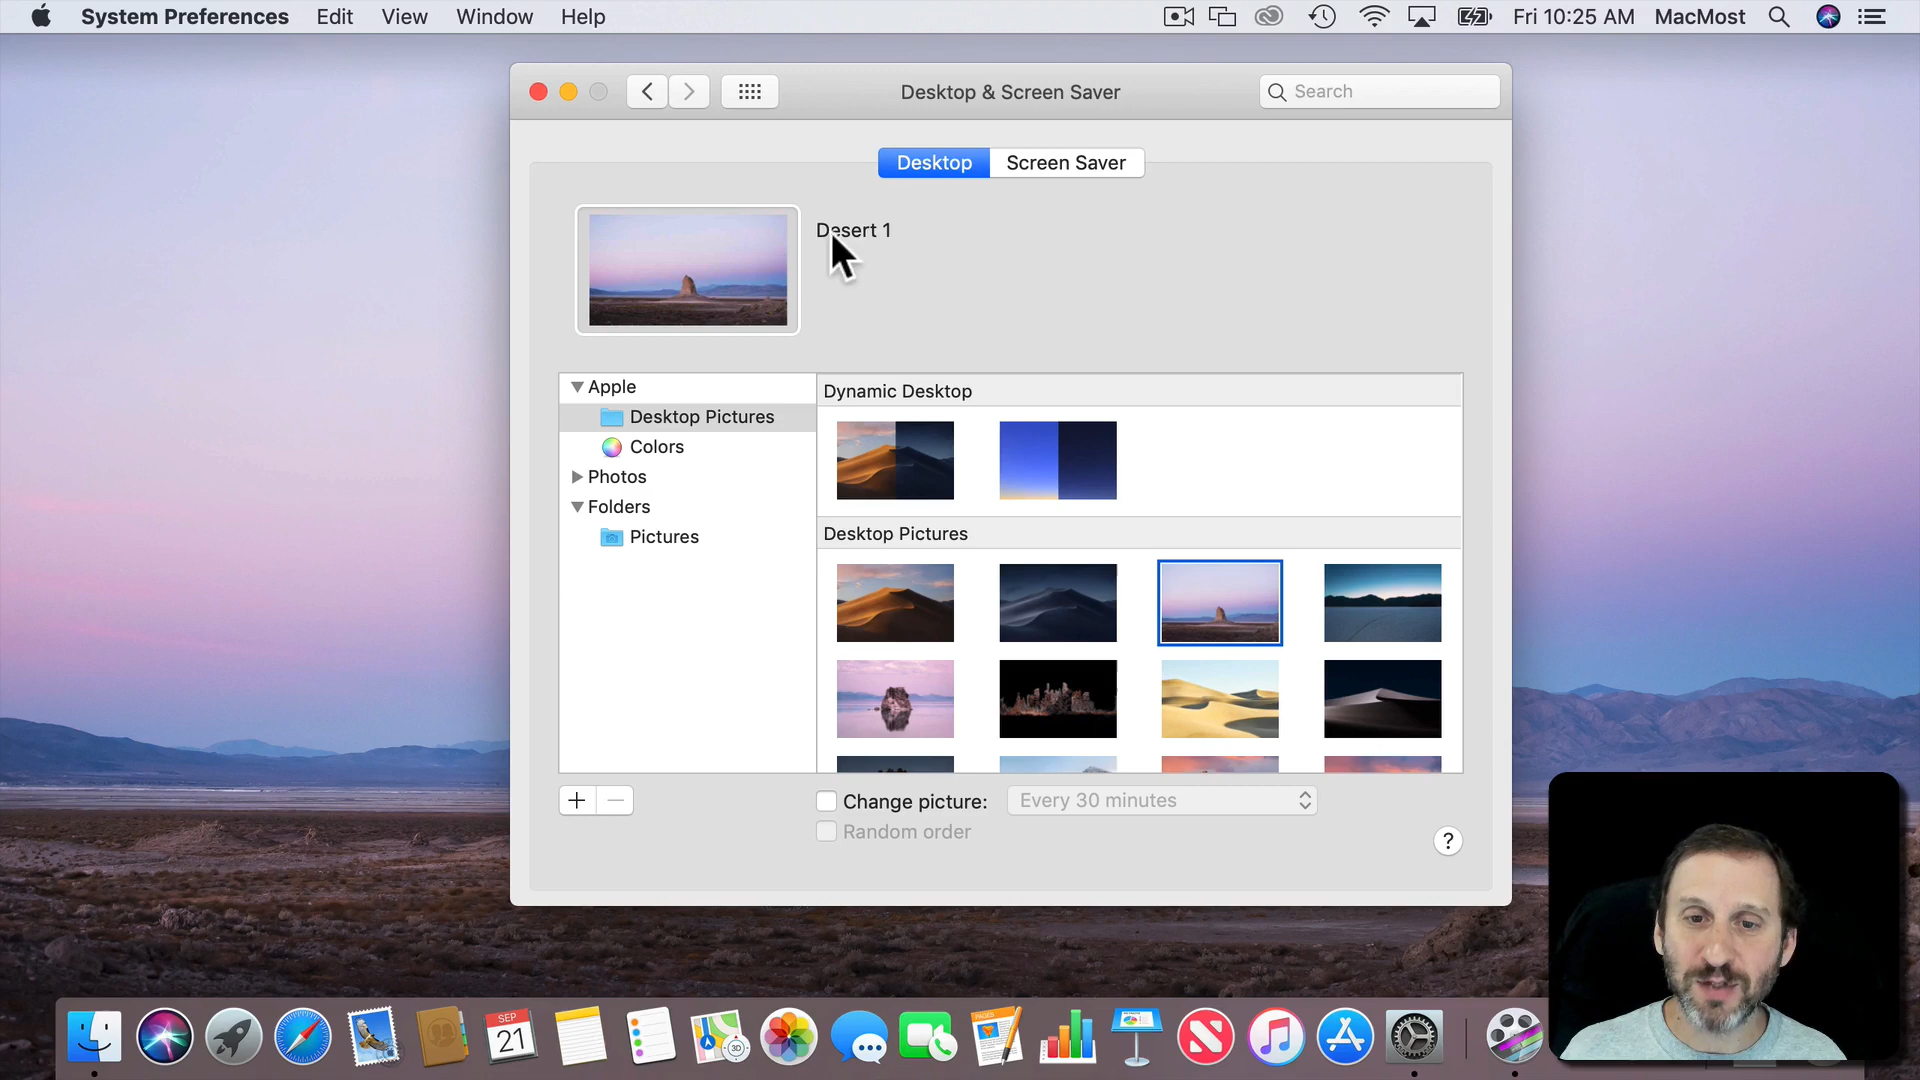 System Preferences Edit View Window Help Fri 10:25 AM MacMost
Desktop & Screen Saver Search
Desktop Screen Saver
Desert 1
Apple
Desktop Pictures
Colors
Photos
Folders
Pictures
Dynamic Desktop
Desktop Pictures
+ −
Change picture: Every 30 minutes
Random order
?
SEP
21
3D
PAGES